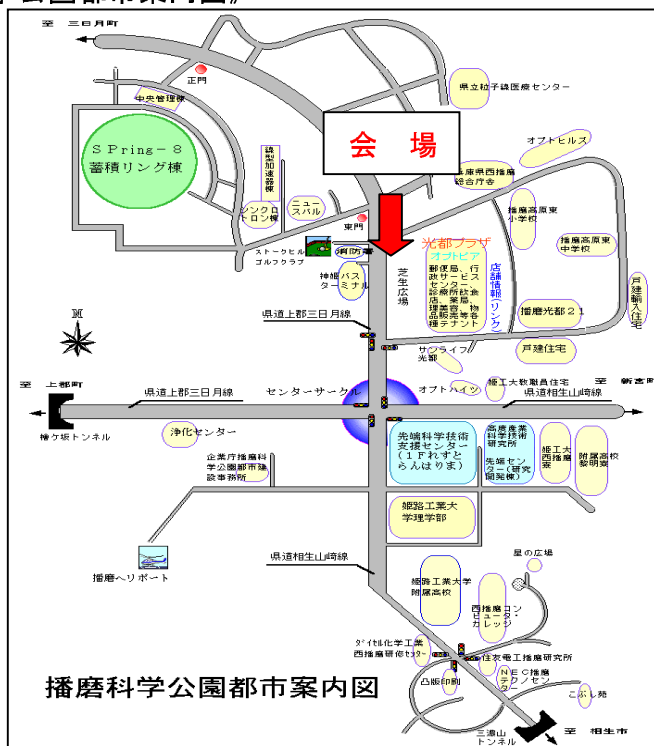 公園都市案内図》
至 三日月町
正門
中央管理棟
県立粒子線医療センター
SPring-8
蓄積リング棟
会 場
オプトヒルズ
線型加速器棟
兵庫県西播磨
総合庁舎
シンクロ
トロン棟
ニュー
スバル
東門
播磨高原東
小学校
播磨高原東
中学校
ストークヒル
ゴルフクラブ
消防署
光都プラザ
オプトピア
郵便局、行
政サービス
センター、
診療所飲食
店、薬局、
理美容、物
品販売等各
種テナント
芝生広場
店舗情報(リンク)
神姫バス
ターミナル
戸建輸入住宅
播磨光都21
県道上郡三日月線
サンライフ
光都
戸建住宅
N
至 上郡町
県道上郡三日月線
センターサークル
オプトハイツ
姫工大教職員住宅
至 新宮町
県道相生山崎線
檜ケ坂トンネル
浄化センター
先端科学技術
支援センター
(1Fれすと
らんはりま)
高度産業
科学技術
研究所
先端セン
ター(研究
開発棟)
姫工大
西播磨
寮
附属高校
黎明寮
企業庁播磨科
学公園都市建
設事務所
姫路工業大
学理学部
県道相生山崎線
播磨ヘリポート
星の広場
姫路工業大学
附属高校
西播磨コン
ピュータ・
カレッジ
ダイセル化学工業
西播磨研修センター
住友電工播磨研究所
凸版印刷
NEC播磨
テクノセン
ター
こぶし苑
播磨科学公園都市案内図
三濃山
トンネル
至 相生市